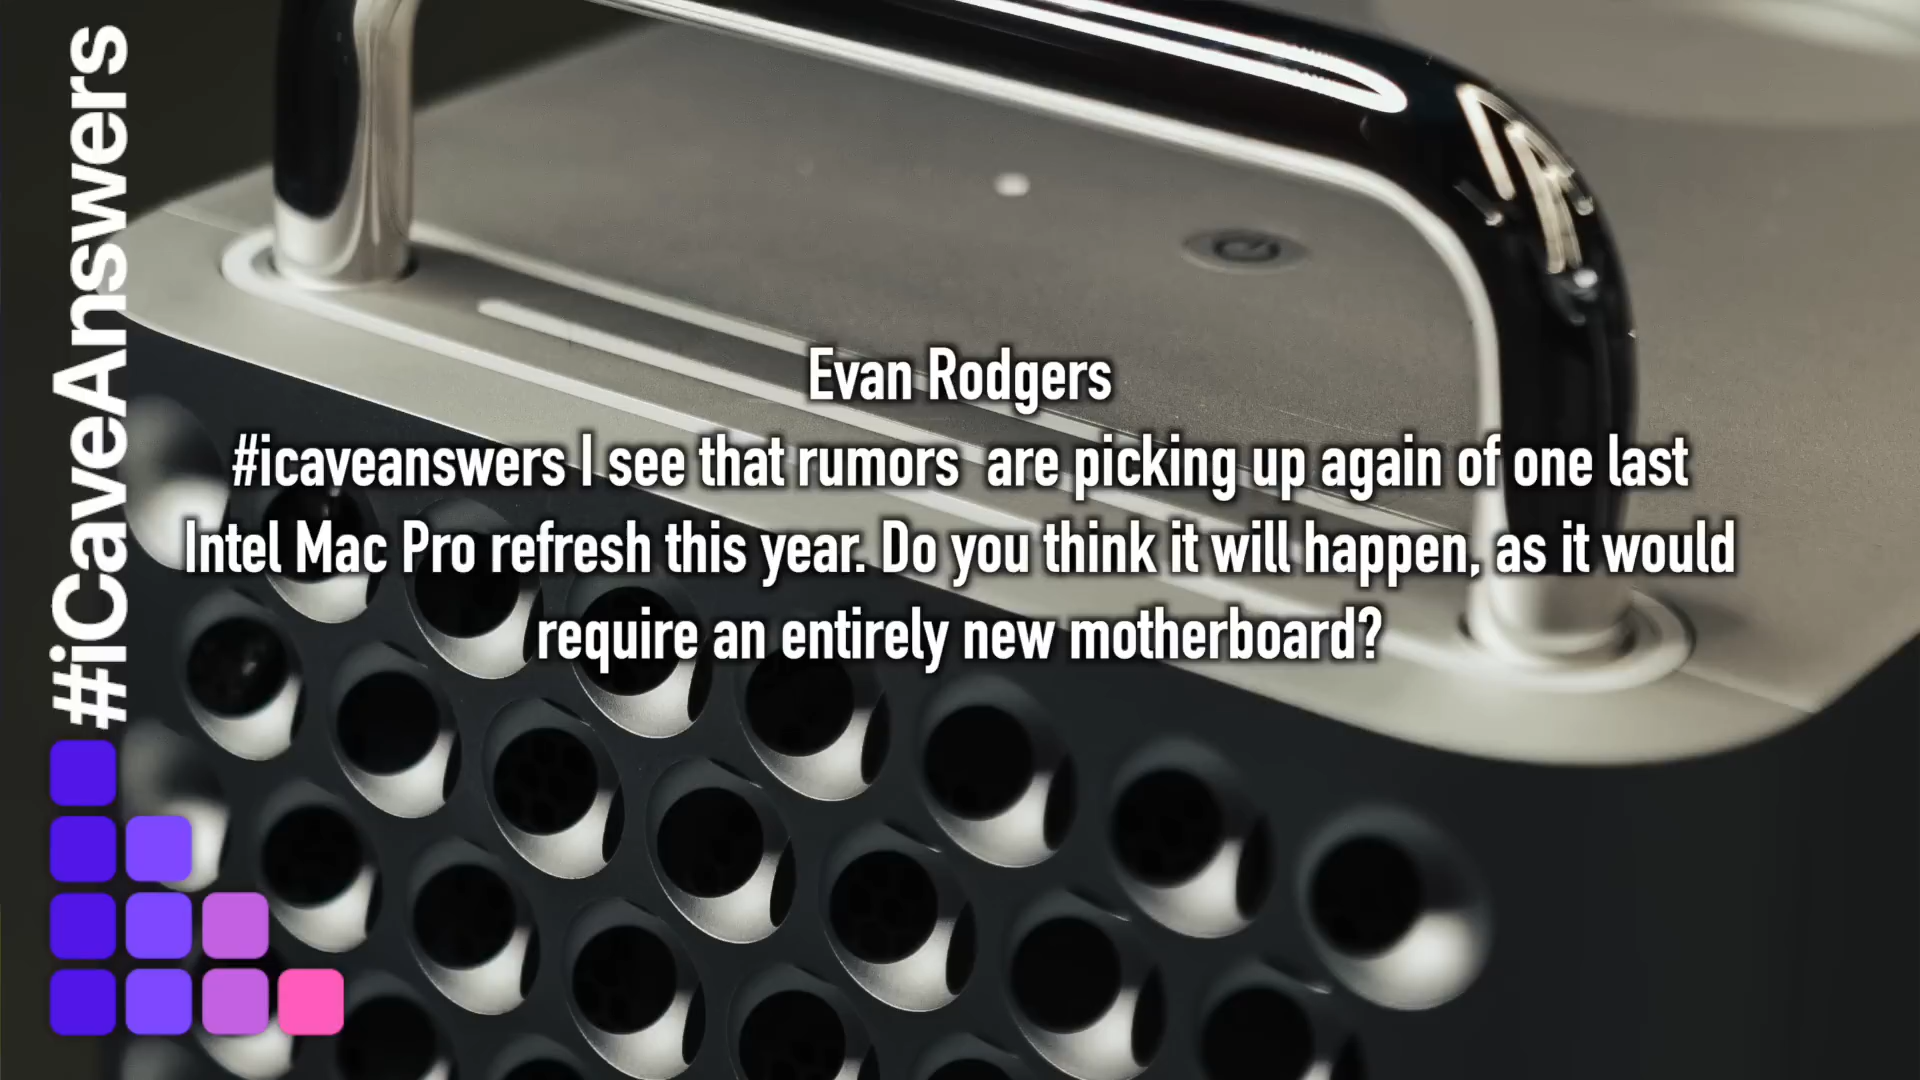 #iCaveAnswers
Evan Rodgers
#icaveanswers I see that rumors are picking up again of one last
Intel Mac Pro refresh this year. Do you think it will happen, as it would
require an entirely new motherboard?